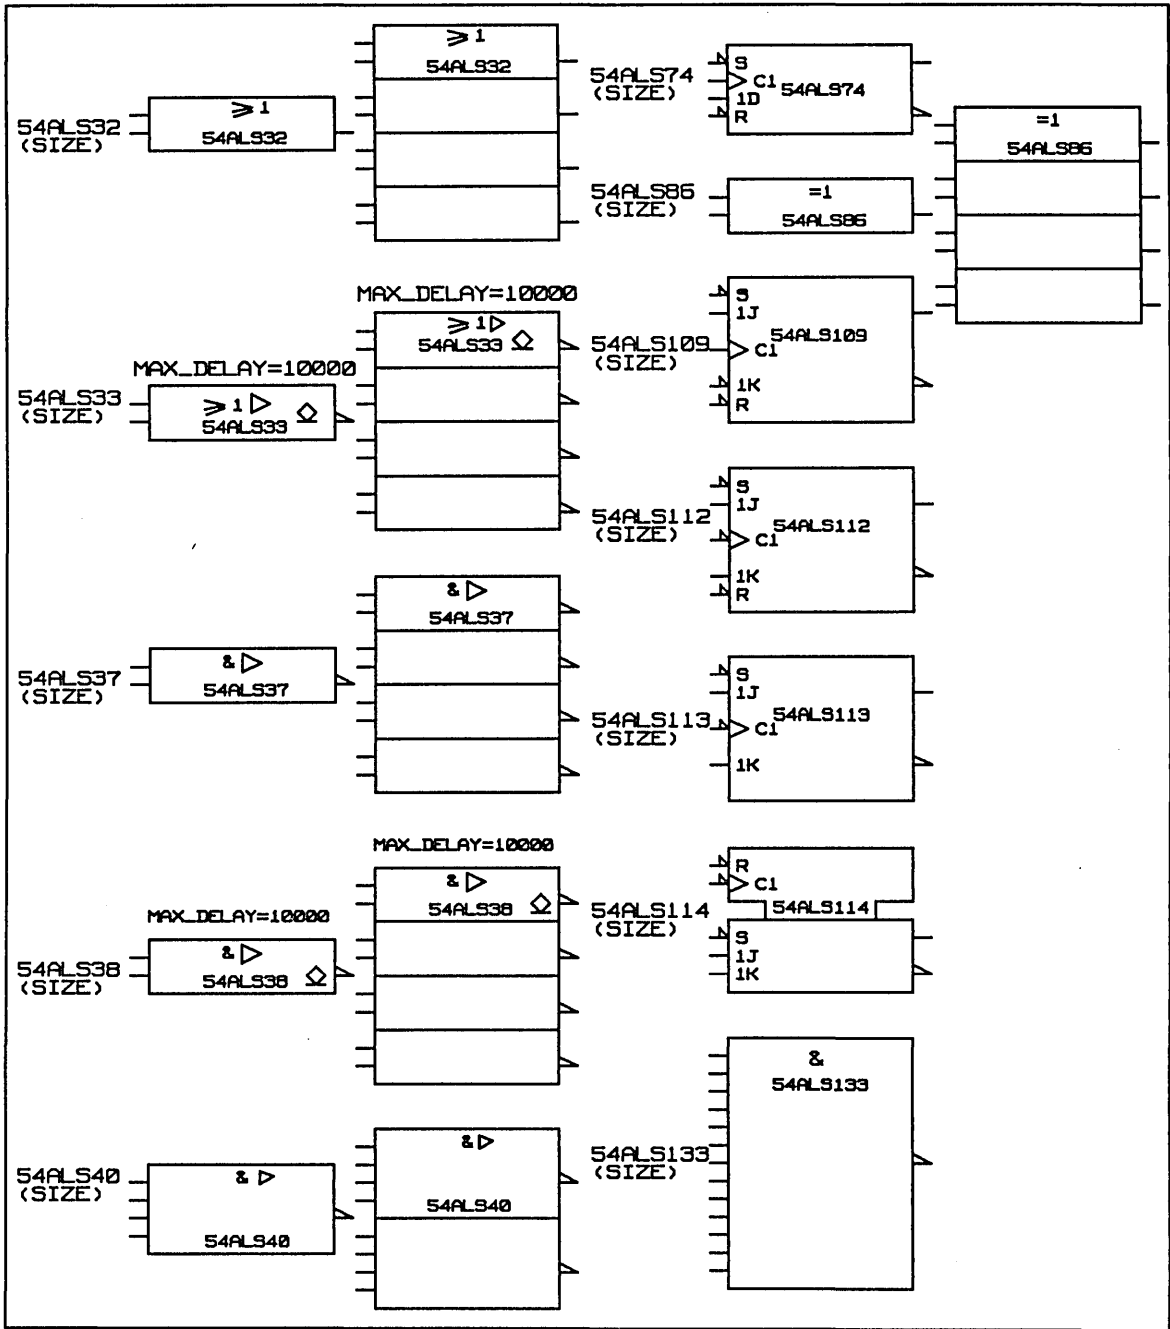 54ALS32
(SIZE)
≥ 1
54ALS32
≥ 1
54ALS32
MAX_DELAY=10000
54ALS33
(SIZE)
≥ 1 ▷ ◇
54ALS33
MAX_DELAY=10000
≥ 1 ▷
54ALS33 ◇
54ALS37
(SIZE)
& ▷
54ALS37
& ▷
54ALS37
MAX_DELAY=10000
54ALS38
(SIZE)
& ▷
54ALS38 ◇
MAX_DELAY=10000
& ▷
54ALS38 ◇
54ALS40
(SIZE)
& ▷
54ALS40
& ▷
54ALS40
54ALS74
(SIZE)
S
C1
1D
R
54ALS74
54ALS86
(SIZE)
=1
54ALS86
=1
54ALS86
54ALS109
(SIZE)
S
1J
C1
1K
R
54ALS109
54ALS112
(SIZE)
S
1J
C1
1K
R
54ALS112
54ALS113
(SIZE)
S
1J
C1
1K
54ALS113
54ALS114
(SIZE)
R
C1
54ALS114
S
1J
1K
54ALS133
(SIZE)
&
54ALS133